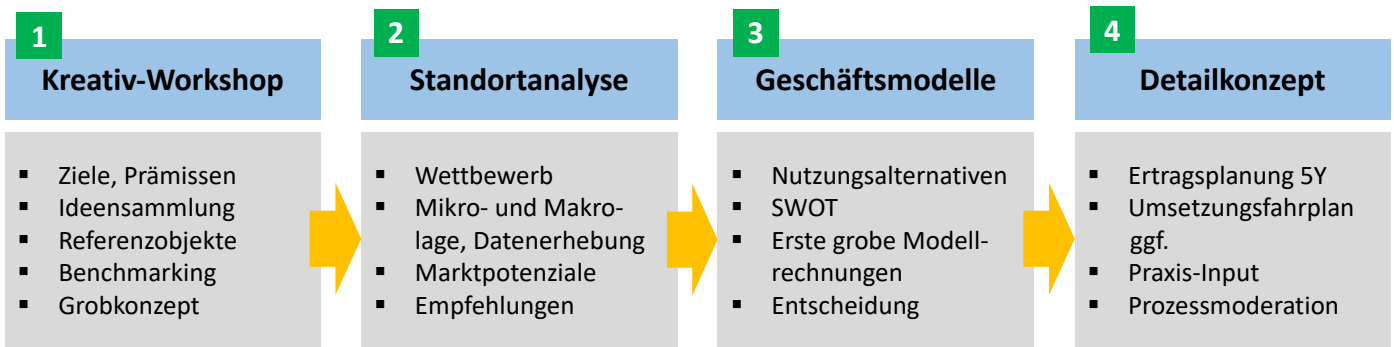 1
Kreativ-Workshop
▪ Ziele, Prämissen
▪ Ideensammlung
▪ Referenzobjekte
▪ Benchmarking
▪ Grobkonzept
2
Standortanalyse
▪ Wettbewerb
▪ Mikro- und Makro-
lage, Datenerhebung
▪ Marktpotenziale
▪ Empfehlungen
3
Geschäftsmodelle
▪ Nutzungsalternativen
▪ SWOT
▪ Erste grobe Modell-
rechnungen
▪ Entscheidung
4
Detailkonzept
▪ Ertragsplanung 5Y
▪ Umsetzungsfahrplan
ggf.
▪ Praxis-Input
▪ Prozessmoderation